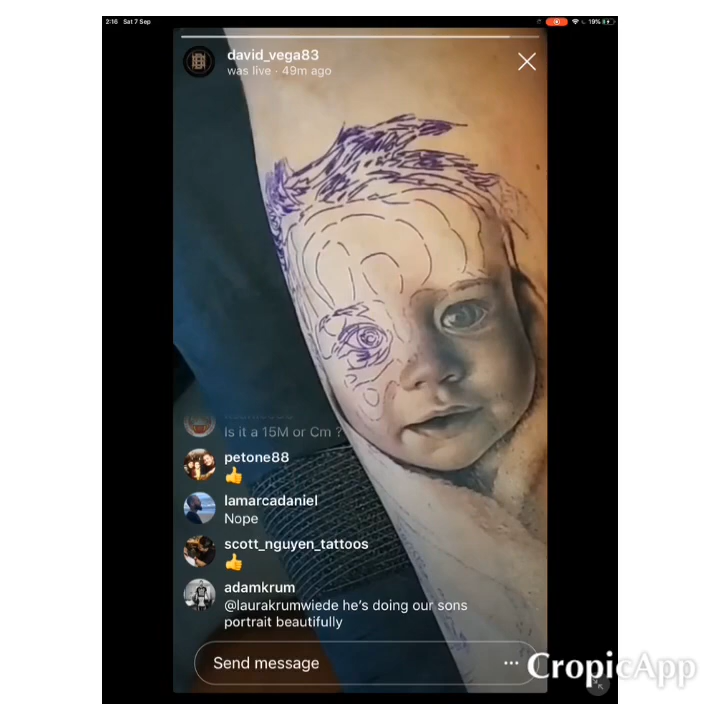 2:16 Sat 7 Sep
19%
david_vega83
was live · 49m ago
Is it a 15M or Cm ?
petone88
👍
lamarcadaniel
Nope
scott_nguyen_tattoos
👍
adamkrum
@laurakrumwiede he's doing our sons
portrait beautifully
Send message
CropicApp